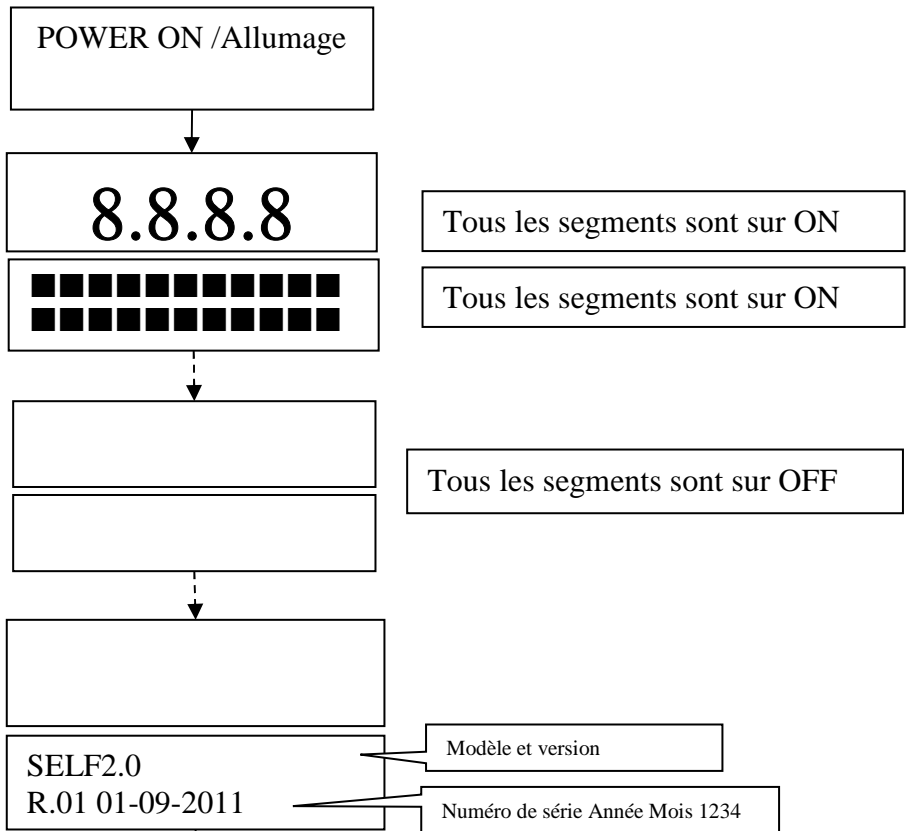 POWER ON /Allumage
8.8.8.8
Tous les segments sont sur ON
Tous les segments sont sur ON
Tous les segments sont sur OFF
SELF2.0
Modèle et version
R.01 01-09-2011
Numéro de série Année Mois 1234